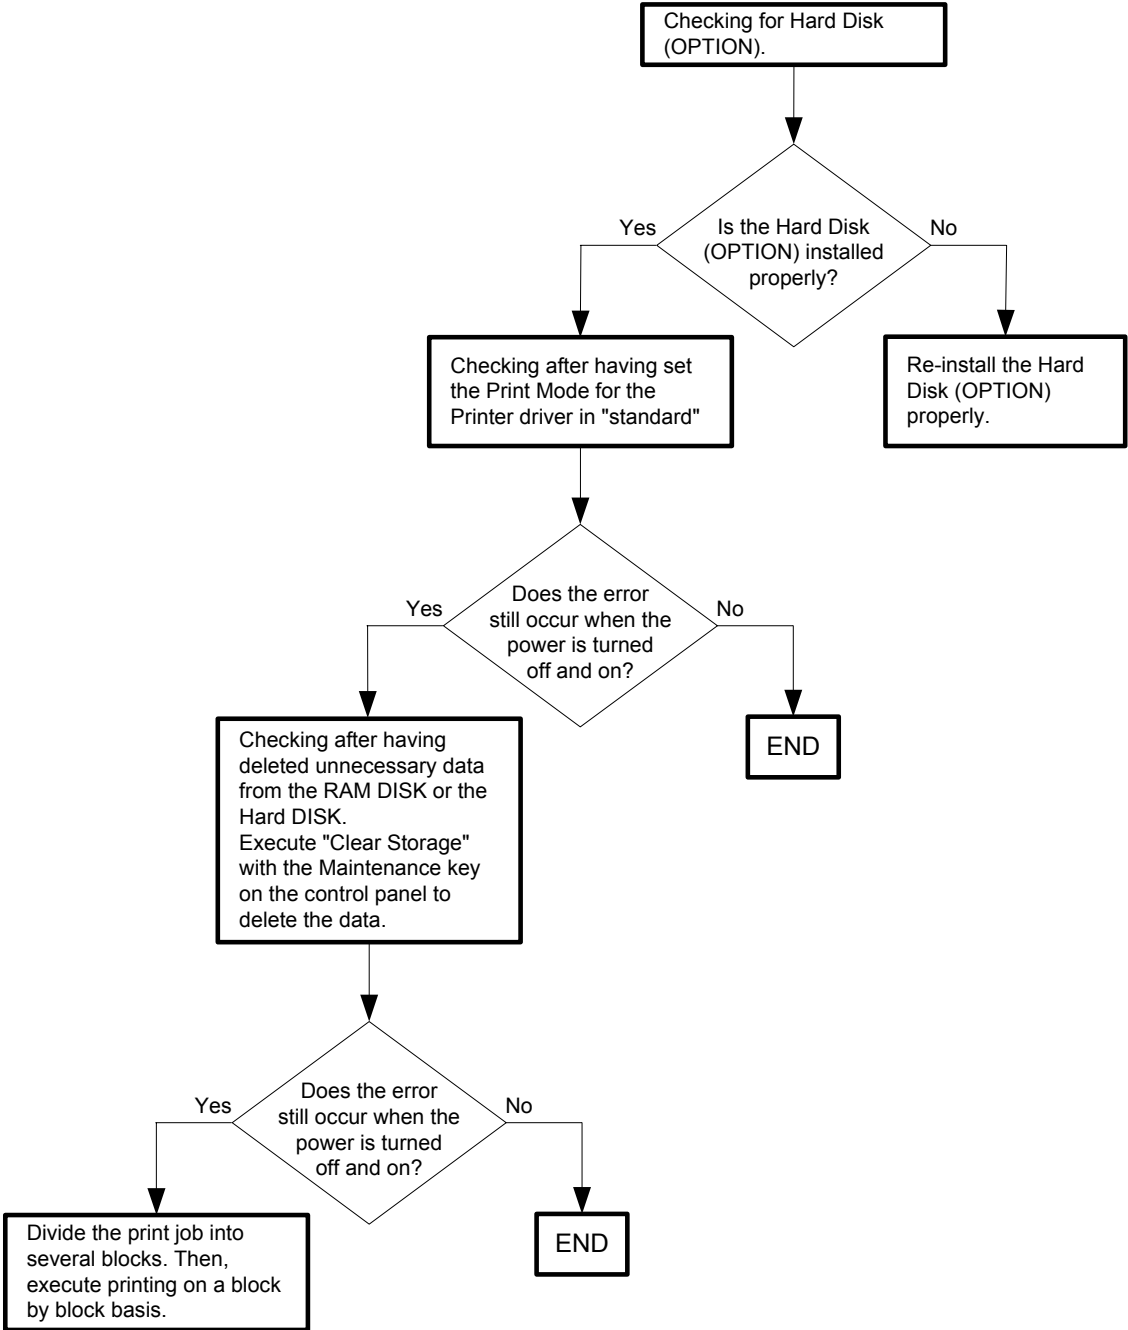 Checking for Hard Disk
(OPTION).
Is the Hard Disk
(OPTION) installed
properly?
Yes
No
Checking after having set
the Print Mode for the
Printer driver in "standard"
Re-install the Hard
Disk (OPTION)
properly.
Does the error
still occur when the
power is turned
off and on?
Yes
No
Checking after having
deleted unnecessary data
from the RAM DISK or the
Hard DISK.
Execute "Clear Storage"
with the Maintenance key
on the control panel to
delete the data.
END
Does the error
still occur when the
power is turned
off and on?
Yes
No
Divide the print job into
several blocks. Then,
execute printing on a block
by block basis.
END